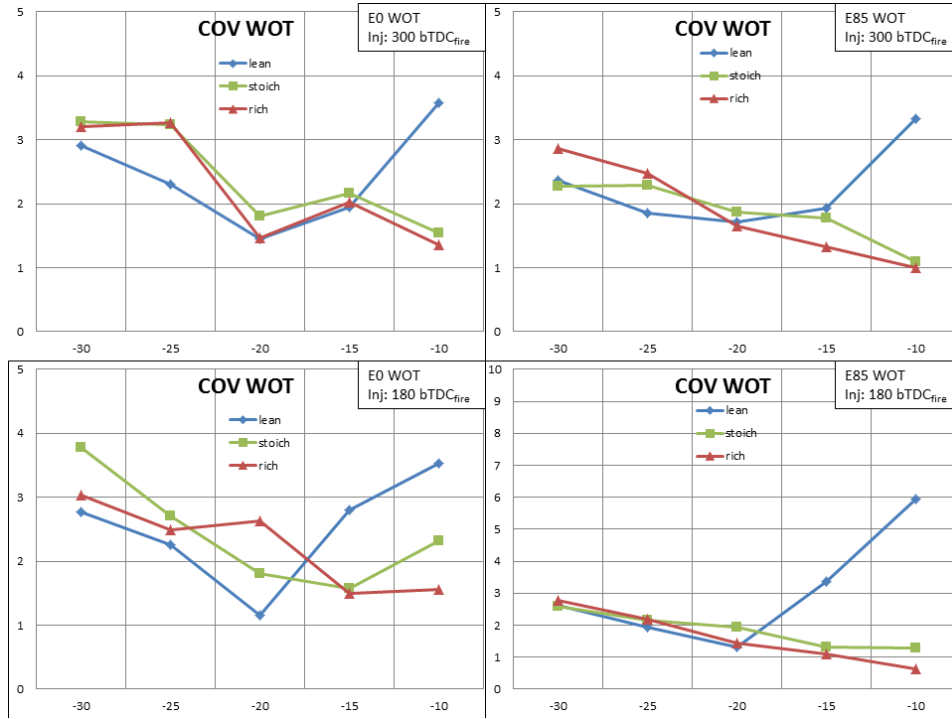 COV WOT
E0 WOT
Inj: 300 bTDCfire
lean
stoich
rich
5
4
3
2
1
0
-30 -25 -20 -15 -10
COV WOT
E85 WOT
Inj: 300 bTDCfire
lean
stoich
rich
5
4
3
2
1
0
-30 -25 -20 -15 -10
COV WOT
E0 WOT
Inj: 180 bTDCfire
lean
stoich
rich
5
4
3
2
1
0
-30 -25 -20 -15 -10
COV WOT
E85 WOT
Inj: 180 bTDCfire
lean
stoich
rich
10
9
8
7
6
5
4
3
2
1
0
-30 -25 -20 -15 -10